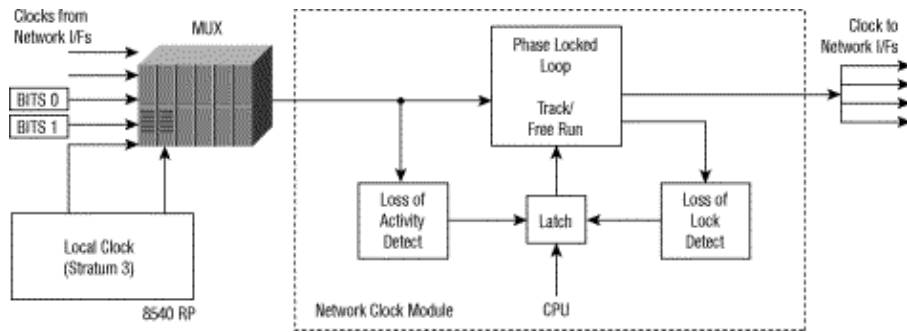 Clocks from
Network I/Fs
MUX
BITS 0
BITS 1
Local Clock
(Stratum 3)
8540 RP
Phase Locked
Loop
Track/
Free Run
Loss of
Activity
Detect
Latch
Loss of
Lock
Detect
Network Clock Module
CPU
Clock to
Network I/Fs